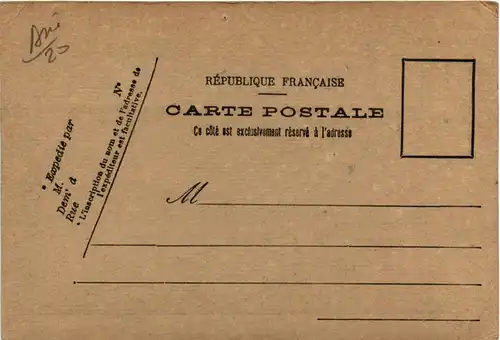 20
RÉPUBLIQUE FRANÇAISE
CARTE POSTALE
Ce côté est exclusivement réservé à l'adresse
M
* Expédié par
M.
Dem^t à
Rue N°
* L'inscription du nom et de l'adresse de
l'expéditeur est facultative.